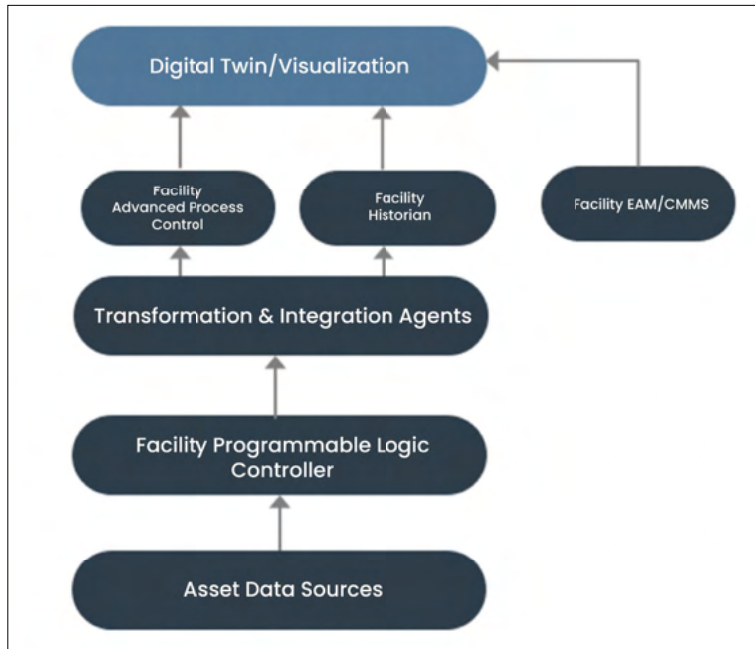 Digital Twin/Visualization
Facility
Advanced Process
Control
Facility
Historian
Facility EAM/CMMS
Transformation & Integration Agents
Facility Programmable Logic
Controller
Asset Data Sources